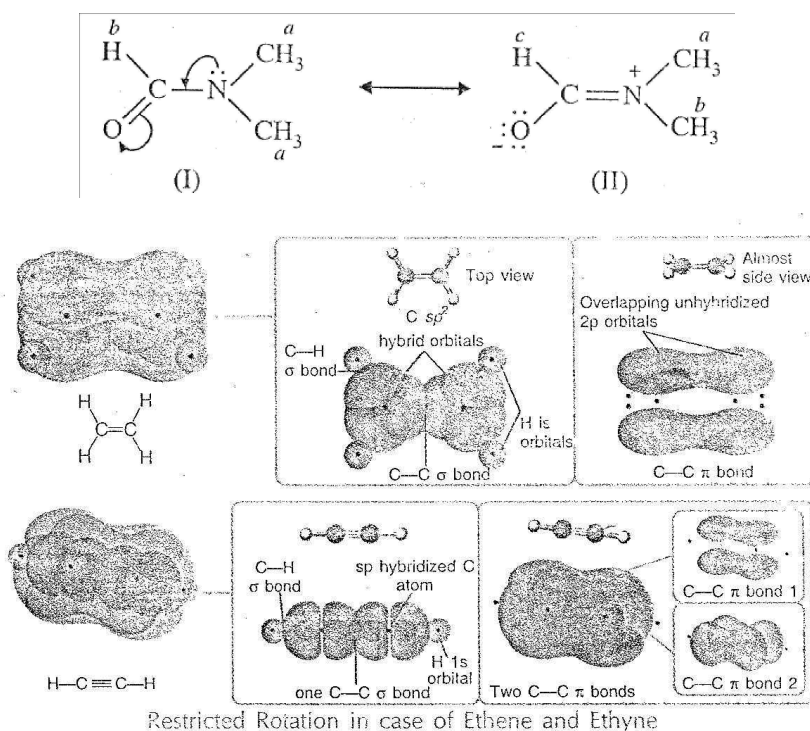 b
H
a
CH3
C
N
O
CH3
a
(I)
c
H
a
CH3
+
C
N
O
−
CH3
b
(II)
Top view
C sp2
hybrid orbitals
C—H
σ bond
H is
orbitals
C—C σ bond
Almost
side view
Overlapping unhybridized
2p orbitals
C—C π bond
H H
C=C
H H
C—H
σ bond
sp hybridized C
atom
H 1s
orbital
one C—C σ bond
Two C—C π bonds
C—C π bond 1
C—C π bond 2
H—C≡C—H
Restricted Rotation in case of Ethene and Ethyne